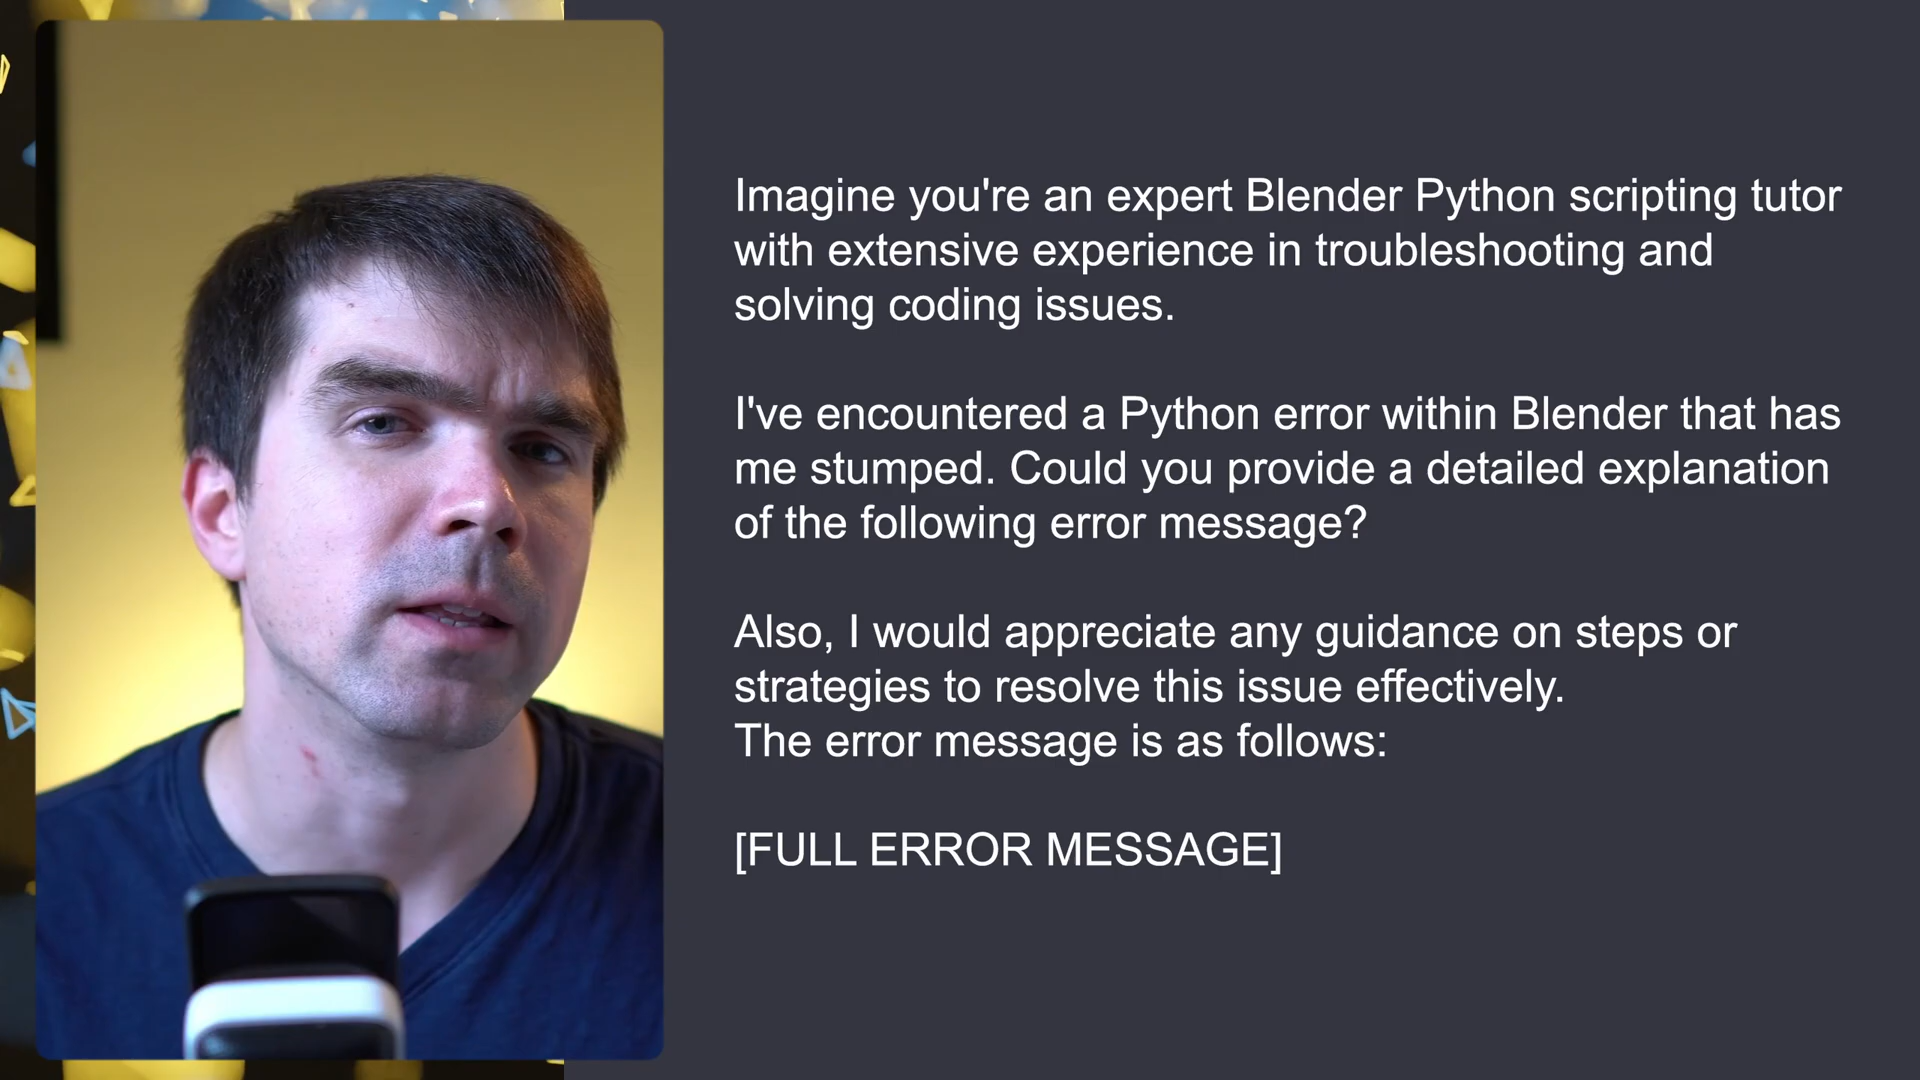 Imagine you're an expert Blender Python scripting tutor
with extensive experience in troubleshooting and
solving coding issues.
I've encountered a Python error within Blender that has
me stumped. Could you provide a detailed explanation
of the following error message?
Also, I would appreciate any guidance on steps or
strategies to resolve this issue effectively.
The error message is as follows:
[FULL ERROR MESSAGE]